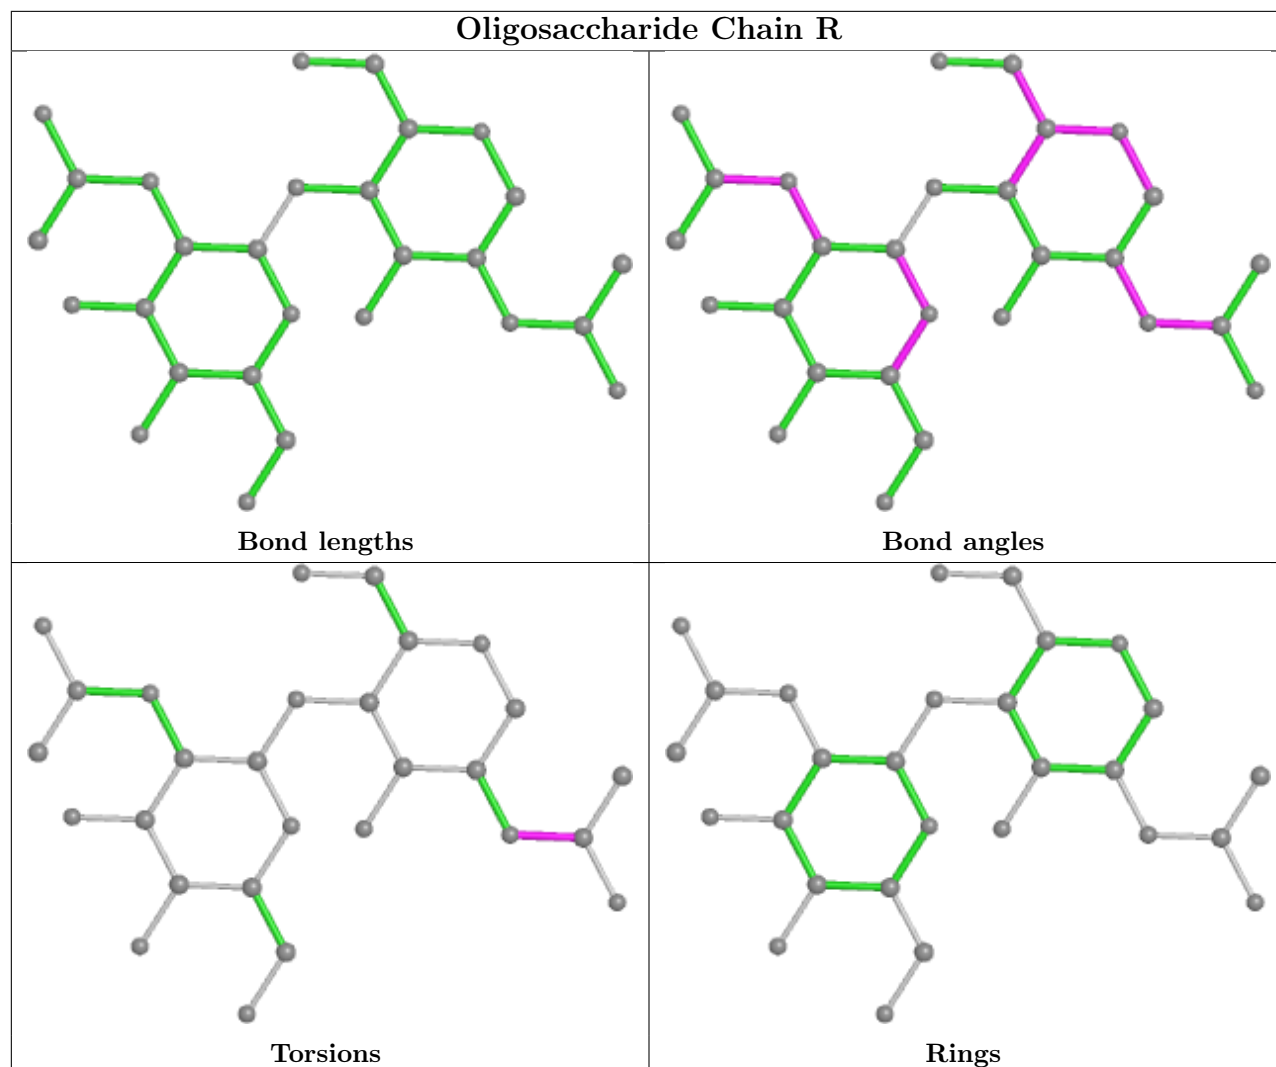 Oligosaccharide Chain R
Bond lengths
Bond angles
Torsions
Rings